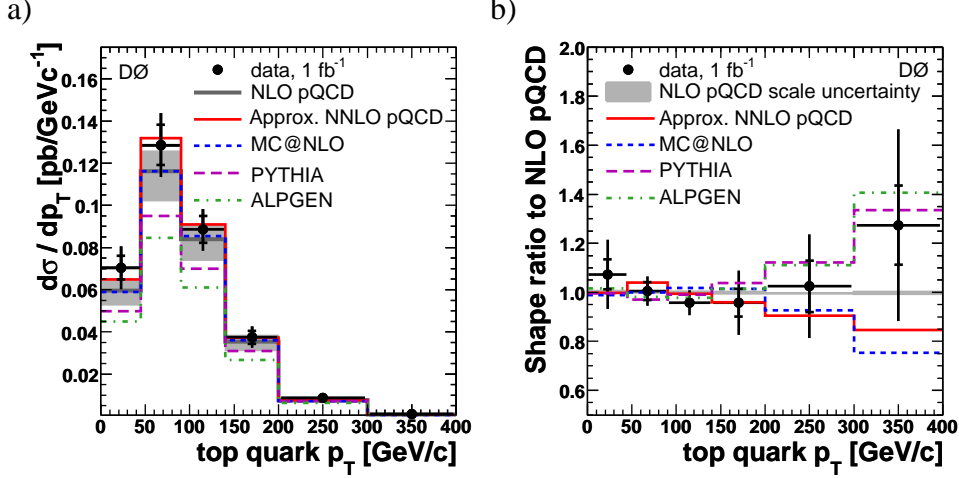 a)
dσ / dp_T [pb/GeVc⁻¹]
0.16
0.14
0.12
0.10
0.08
0.06
0.04
0.02
DØ
data, 1 fb⁻¹
NLO pQCD
Approx. NNLO pQCD
MC@NLO
PYTHIA
ALPGEN
0 50 100 150 200 250 300 350 400
top quark p_T [GeV/c]
b)
Shape ratio to NLO pQCD
2.0
1.8
1.6
1.4
1.2
1.0
0.8
0.6
data, 1 fb⁻¹ DØ
NLO pQCD scale uncertainty
Approx. NNLO pQCD
MC@NLO
PYTHIA
ALPGEN
0 50 100 150 200 250 300 350 400
top quark p_T [GeV/c]